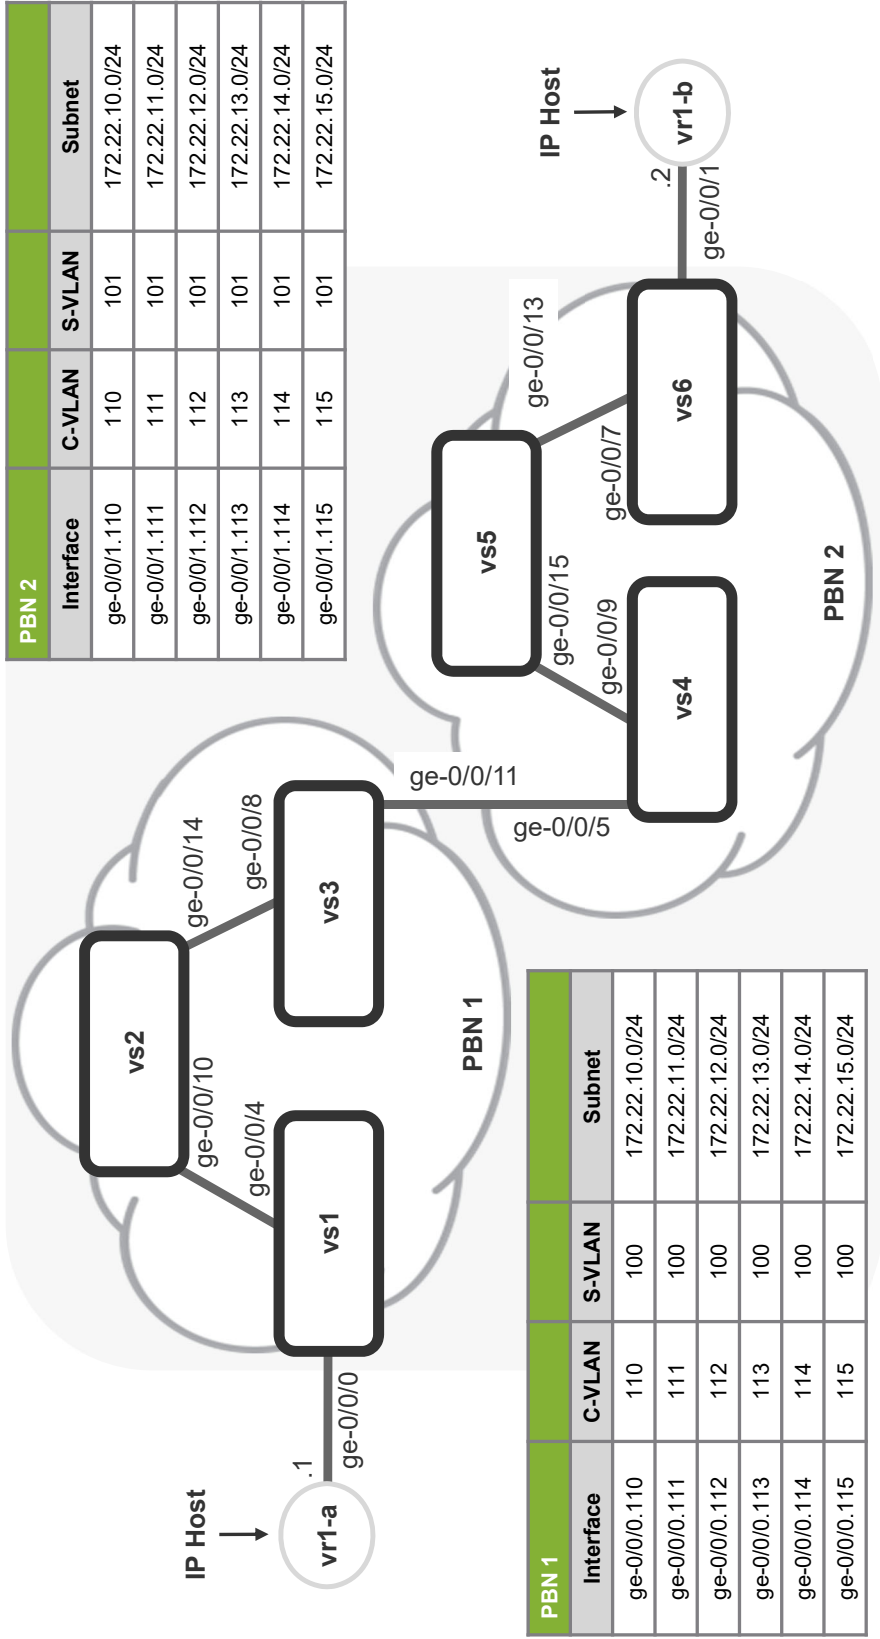 PBN 2
Interface C-VLAN S-VLAN Subnet
ge-0/0/1.110 110 101 172.22.10.0/24
ge-0/0/1.111 111 101 172.22.11.0/24
ge-0/0/1.112 112 101 172.22.12.0/24
ge-0/0/1.113 113 101 172.22.13.0/24
ge-0/0/1.114 114 101 172.22.14.0/24
ge-0/0/1.115 115 101 172.22.15.0/24
vs2
ge-0/0/10
ge-0/0/14
ge-0/0/4
ge-0/0/8
IP Host
vr1-a
.1
ge-0/0/0
vs1
vs3
PBN 1
ge-0/0/11
ge-0/0/5
vs5
ge-0/0/15
ge-0/0/13
ge-0/0/9
ge-0/0/7
vs4
vs6
PBN 2
IP Host
.2
vr1-b
ge-0/0/1
PBN 1
Interface C-VLAN S-VLAN Subnet
ge-0/0/0.110 110 100 172.22.10.0/24
ge-0/0/0.111 111 100 172.22.11.0/24
ge-0/0/0.112 112 100 172.22.12.0/24
ge-0/0/0.113 113 100 172.22.13.0/24
ge-0/0/0.114 114 100 172.22.14.0/24
ge-0/0/0.115 115 100 172.22.15.0/24